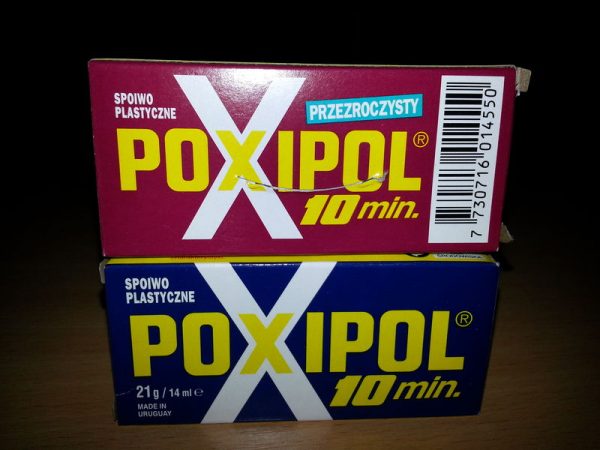 SPOIWO
PLASTYCZNE
PRZEZROCZYSTY
POXIPOL®
10 min.
7 730716 014550
SPOIWO
PLASTYCZNE
POXIPOL®
10 min.
21 g / 14 ml ℮
MADE IN
URUGUAY